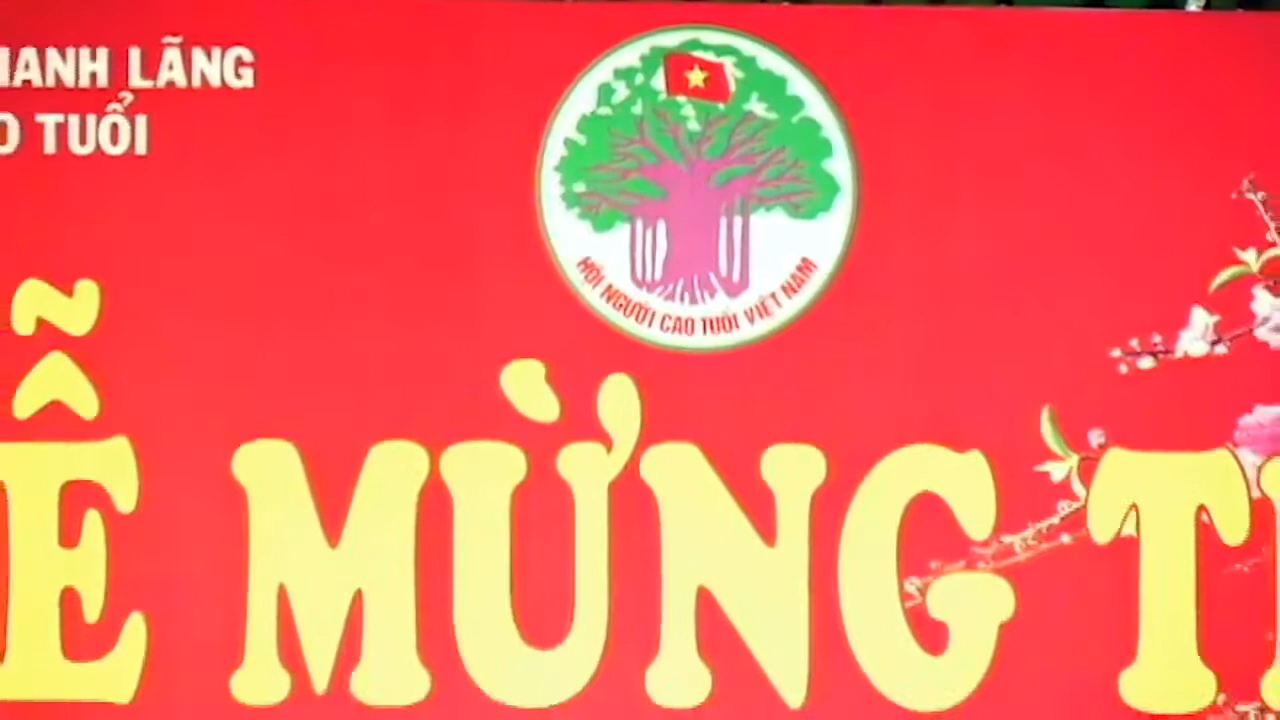 HANH LÃNG
O TUỔI
HỘI NGƯỜI CAO TUỔI VIỆT NAM
Ễ MỪNG T